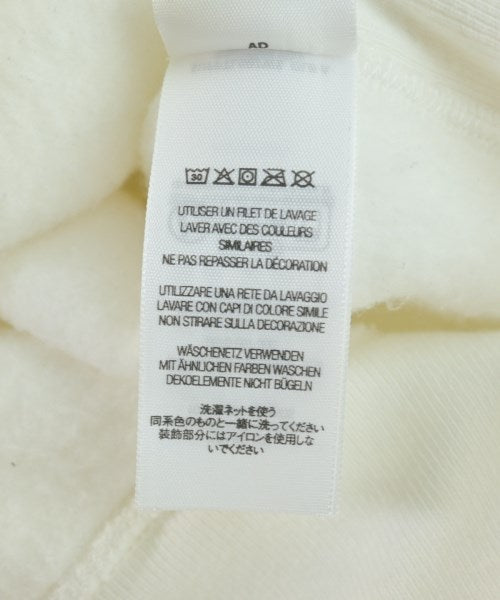 AD
30
UTILISER UN FILET DE LAVAGE
LAVER AVEC DES COULEURS
SIMILAIRES
NE PAS REPASSER LA DÉCORATION
UTILIZZARE UNA RETE DA LAVAGGIO
LAVARE CON CAPI DI COLORE SIMILE
NON STIRARE SULLA DECORAZIONE
WÄSCHENETZ VERWENDEN
MIT ÄHNLICHEN FARBEN WASCHEN
DEKOELEMENTE NICHT BÜGELN
洗濯ネットを使う
同系色のものと一緒に洗ってください
装飾部分にはアイロンを使用しな
いでください